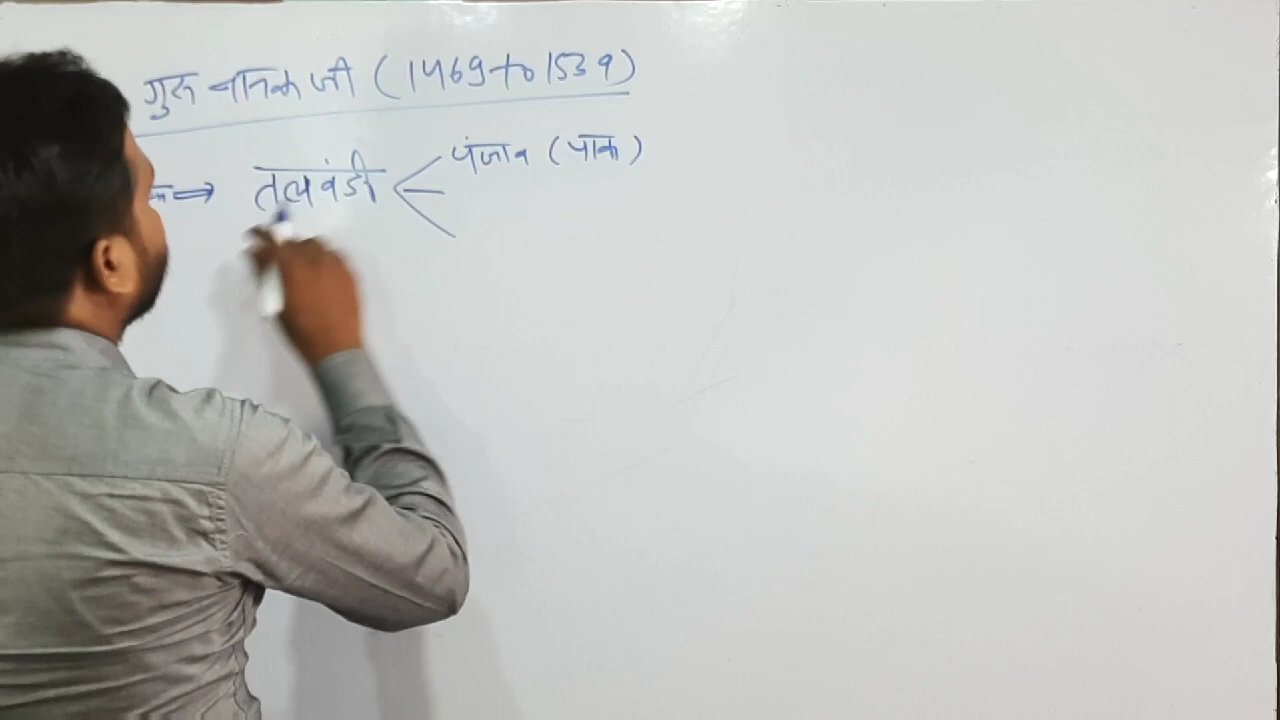 गुरु नानक जी (1469 to 1539)
⇒ तलवंडी < पंजाब (पाक)